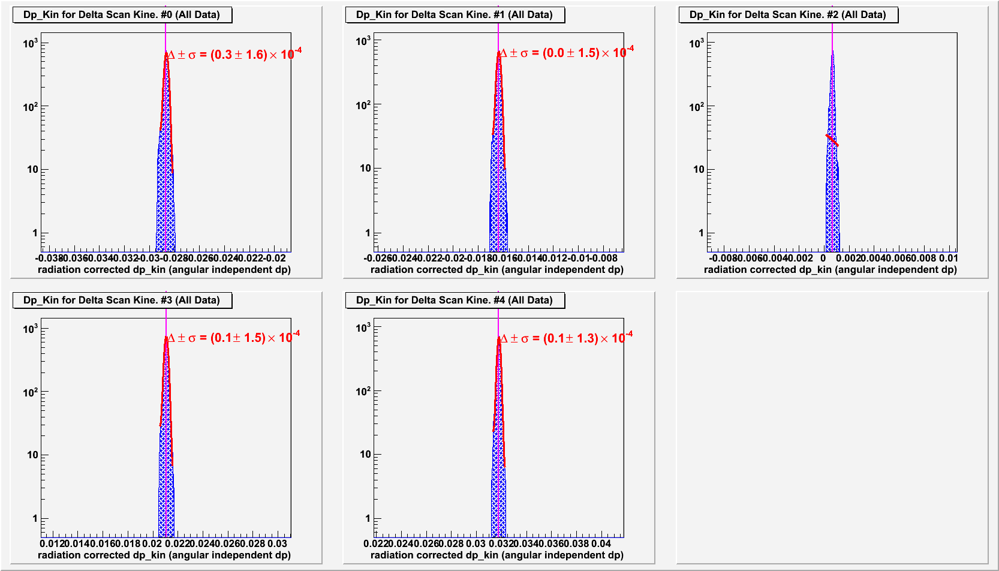 Dp_Kin for Delta Scan Kine. #0 (All Data)
10³
Δ ± σ = (0.3 ± 1.6) × 10⁻⁴
10²
10
1
-0.038 -0.036 -0.034 -0.032 -0.03 -0.028 -0.026 -0.024 -0.022 -0.02
radiation corrected dp_kin (angular independent dp)
Dp_Kin for Delta Scan Kine. #1 (All Data)
10³
Δ ± σ = (0.0 ± 1.5) × 10⁻⁴
10²
10
1
-0.026 -0.024 -0.022 -0.02 -0.018 -0.016 -0.014 -0.012 -0.01 -0.008
radiation corrected dp_kin (angular independent dp)
Dp_Kin for Delta Scan Kine. #2 (All Data)
10³
10²
10
1
-0.008 -0.006 -0.004 -0.002 0 0.002 0.004 0.006 0.008 0.01
radiation corrected dp_kin (angular independent dp)
Dp_Kin for Delta Scan Kine. #3 (All Data)
10³
Δ ± σ = (0.1 ± 1.5) × 10⁻⁴
10²
10
1
0.012 0.014 0.016 0.018 0.02 0.022 0.024 0.026 0.028 0.03
radiation corrected dp_kin (angular independent dp)
Dp_Kin for Delta Scan Kine. #4 (All Data)
10³
Δ ± σ = (0.1 ± 1.3) × 10⁻⁴
10²
10
1
0.022 0.024 0.026 0.028 0.03 0.032 0.034 0.036 0.038 0.04
radiation corrected dp_kin (angular independent dp)